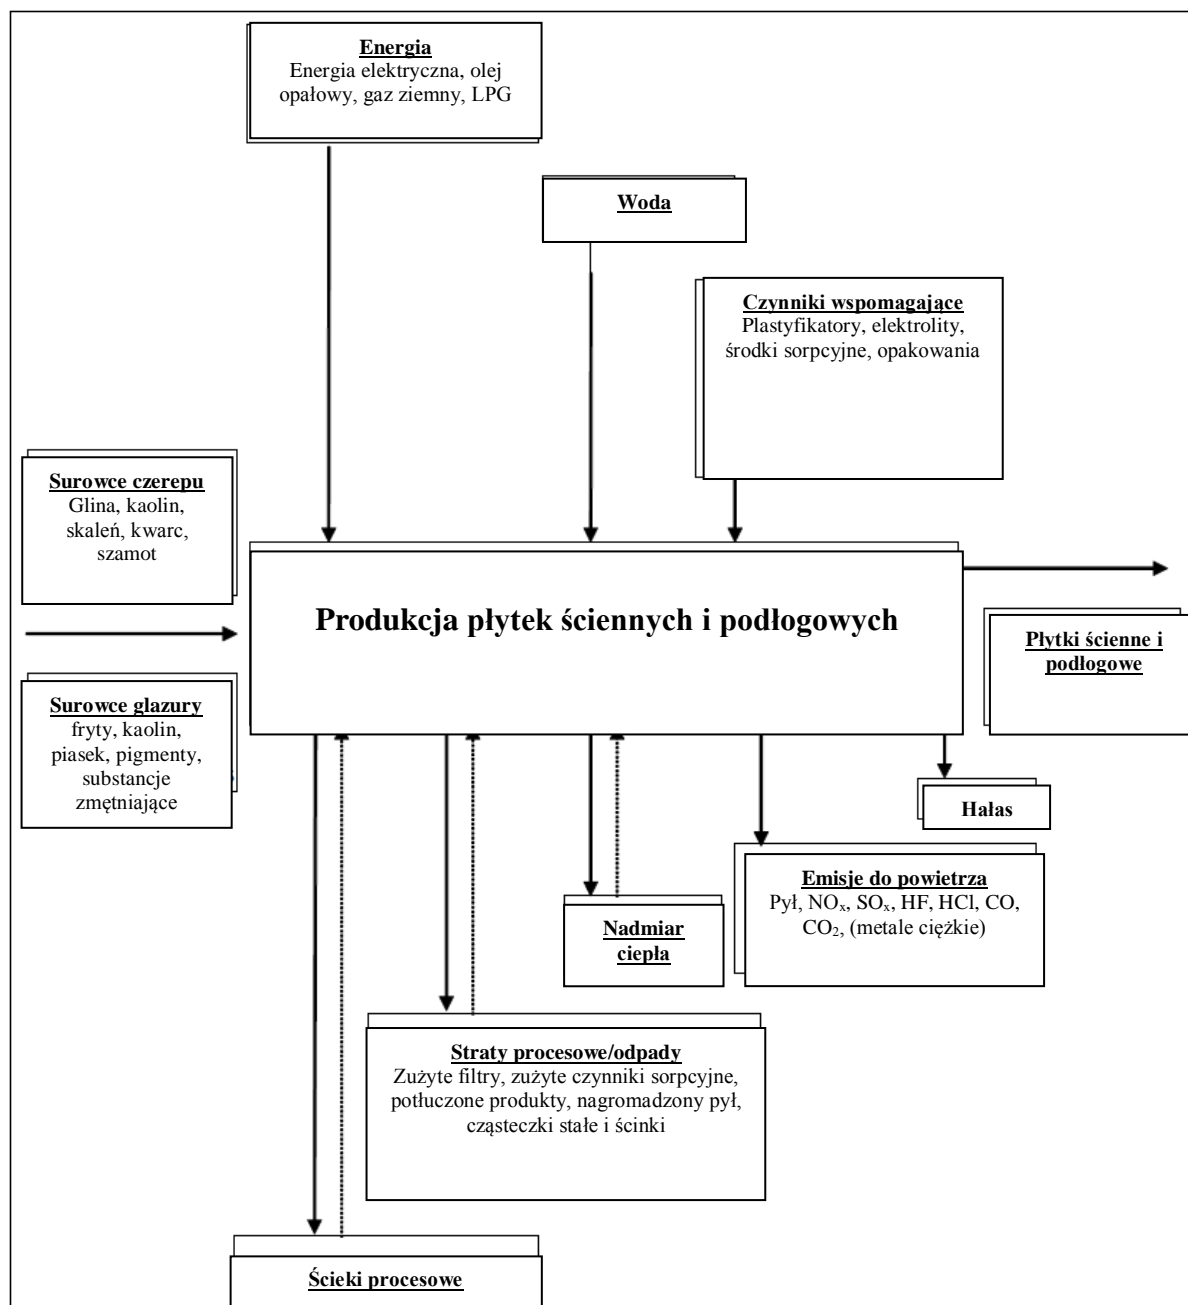 Energia
Energia elektryczna, olej
opałowy, gaz ziemny, LPG
Woda
Czynniki wspomagające
Plastyfikatory, elektrolity,
środki sorpcyjne, opakowania
Surowce czerepu
Glina, kaolin,
skaleń, kwarc,
szamot
Produkcja płytek ściennych i podłogowych
Płytki ścienne i
podłogowe
Surowce glazury
fryty, kaolin,
piasek, pigmenty,
substancje
zmętniające
Hałas
Emisje do powietrza
Pył, NOₓ, SOₓ, HF, HCl, CO,
CO₂, (metale ciężkie)
Nadmiar
ciepła
Straty procesowe/odpady
Zużyte filtry, zużyte czynniki sorpcyjne,
potłuczone produkty, nagromadzony pył,
cząsteczki stałe i ścinki
Ścieki procesowe